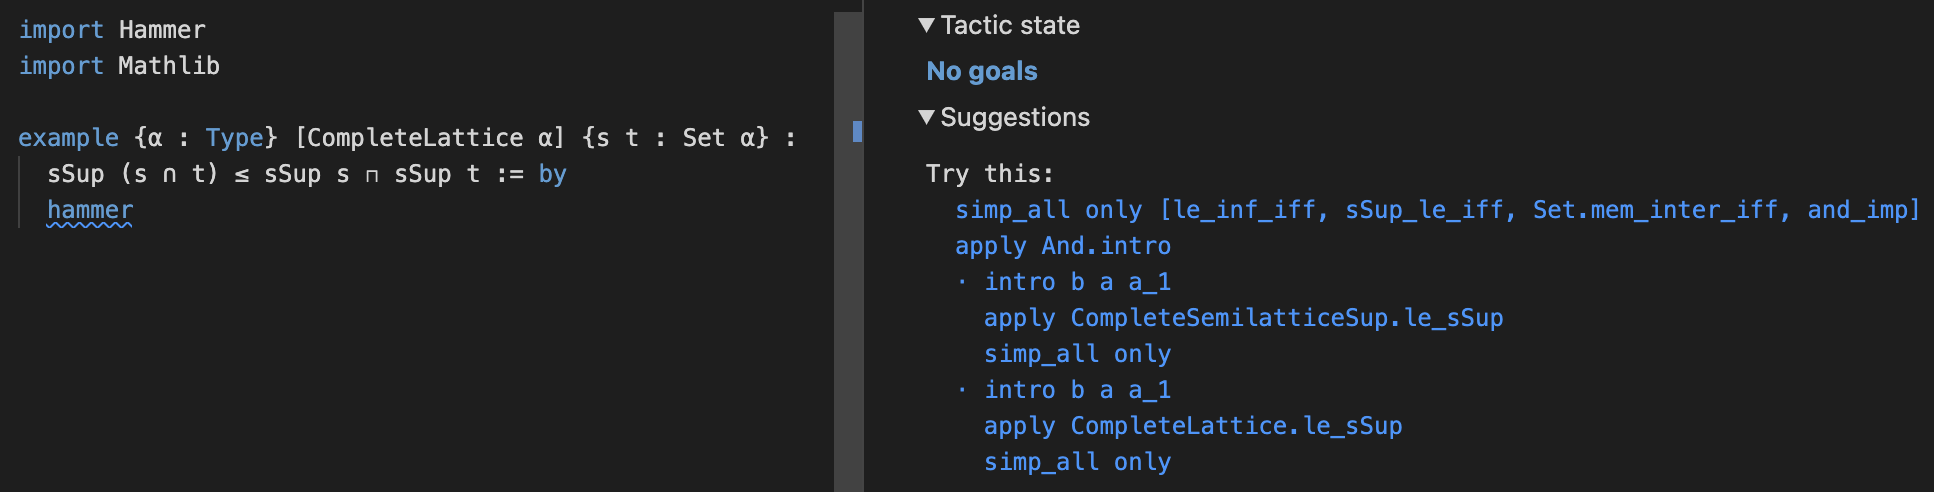 import Hammer
import Mathlib
example {α : Type} [CompleteLattice α] {s t : Set α} :
sSup (s ∩ t) ≤ sSup s ⊓ sSup t := by
hammer
Tactic state
No goals
Suggestions
Try this:
simp_all only [le_inf_iff, sSup_le_iff, Set.mem_inter_iff, and_imp]
apply And.intro
· intro b a a_1
apply CompleteSemilatticeSup.le_sSup
simp_all only
· intro b a a_1
apply CompleteLattice.le_sSup
simp_all only